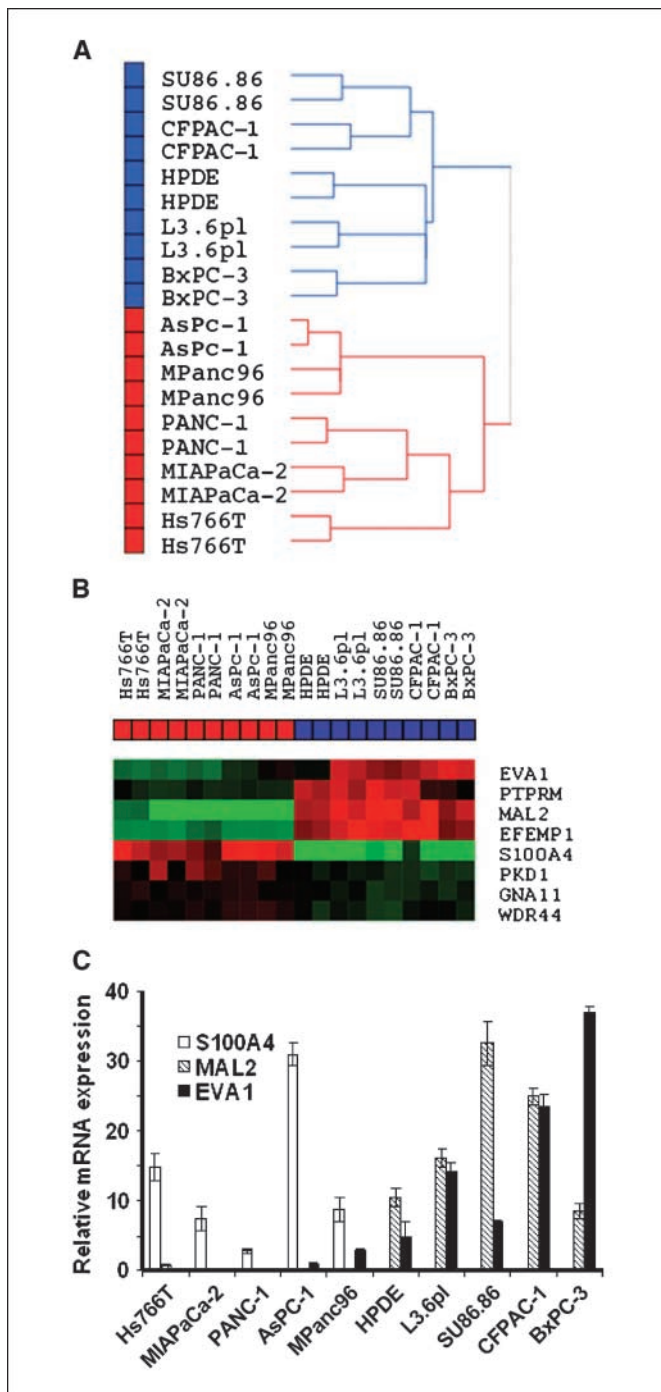 A
SU86.86
SU86.86
CFPAC-1
CFPAC-1
HPDE
HPDE
L3.6pl
L3.6pl
BxPC-3
BxPC-3
AsPc-1
AsPc-1
MPanc96
MPanc96
PANC-1
PANC-1
MIAPaCa-2
MIAPaCa-2
Hs766T
Hs766T
B
Hs766T
Hs766T
MIAPaCa-2
MIAPaCa-2
PANC-1
PANC-1
AsPc-1
AsPc-1
MPanc96
MPanc96
HPDE
HPDE
L3.6pl
L3.6pl
SU86.86
SU86.86
CFPAC-1
CFPAC-1
BxPC-3
BxPC-3
EVA1
PTPRM
MAL2
EFEMP1
S100A4
PKD1
GNA11
WDR44
C
Relative mRNA expression
40
30
20
10
0
S100A4
MAL2
EVA1
Hs766T
MIAPaCa-2
PANC-1
AsPC-1
MPanc96
HPDE
L3.6pl
SU86.86
CFPAC-1
BxPC-3